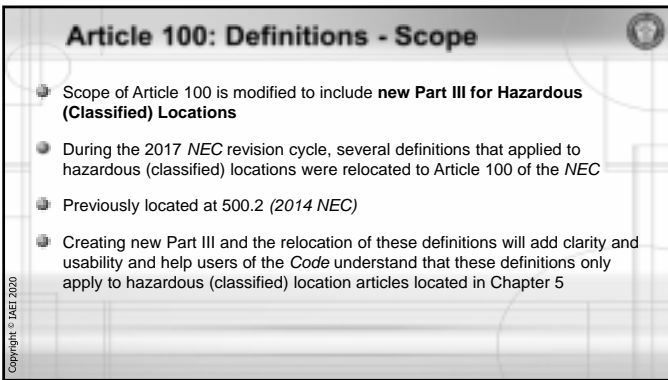 Article 100: Definitions - Scope
Scope of Article 100 is modified to include new Part III for Hazardous
(Classified) Locations
During the 2017 NEC revision cycle, several definitions that applied to
hazardous (classified) locations were relocated to Article 100 of the NEC
Previously located at 500.2 (2014 NEC)
Creating new Part III and the relocation of these definitions will add clarity and
usability and help users of the Code understand that these definitions only
apply to hazardous (classified) location articles located in Chapter 5
Copyright © IAEI 2020